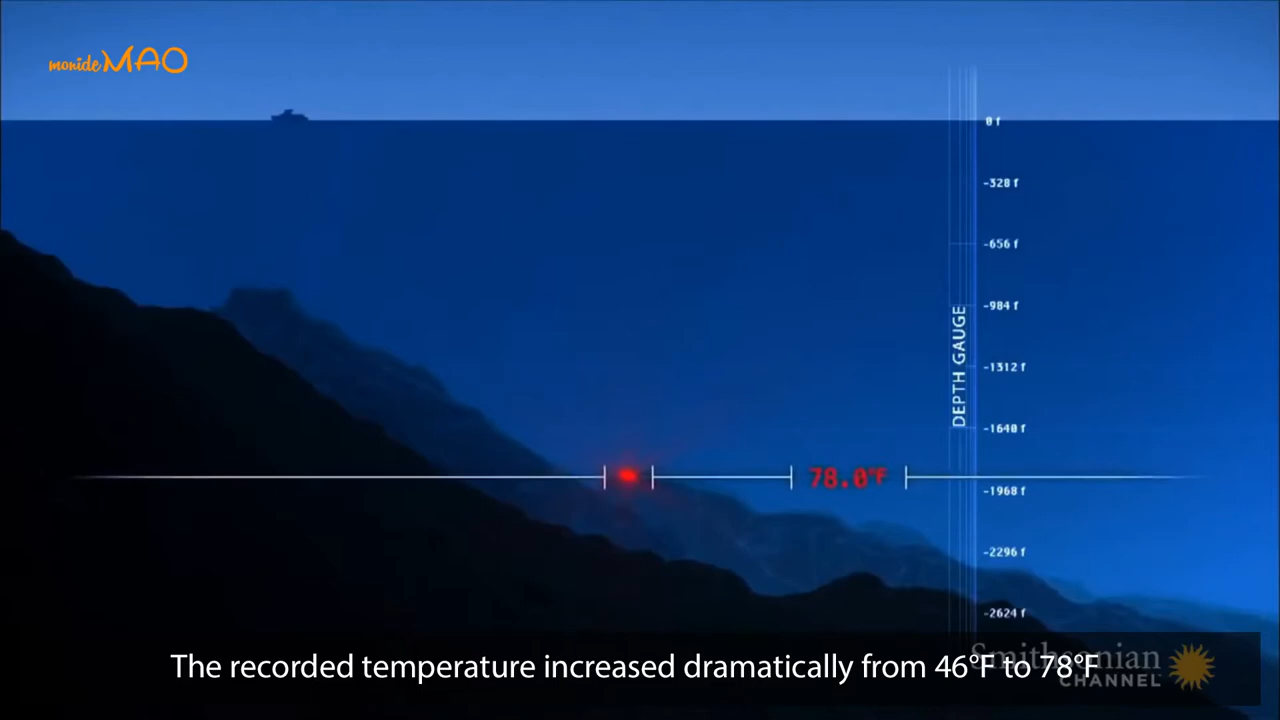 monideMAO
0 f
-328 f
-656 f
-984 f
-1312 f
-1640 f
DEPTH GAUGE
78.0°F
-1968 f
-2296 f
-2624 f
The recorded temperature increased dramatically from 46°F to 78°F
Smithsonian
CHANNEL